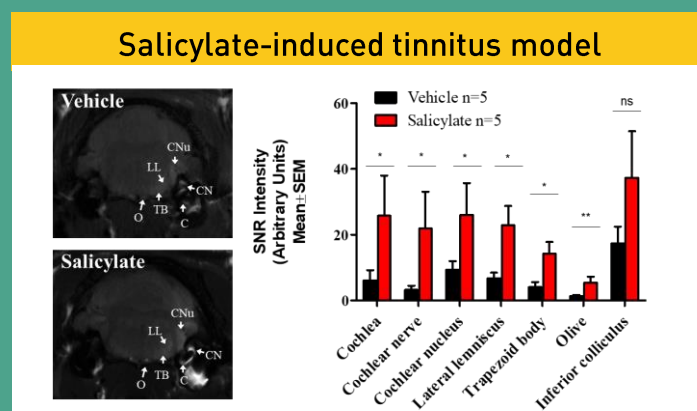 Salicylate-induced tinnitus model
Vehicle
CNu
LL
CN
O
TB
C
Salicylate
CNu
LL
CN
O
TB
C
SNR Intensity
(Arbitrary Units)
Mean±SEM
60
40
20
0
Vehicle n=5
Salicylate n=5
*
*
*
*
*
**
ns
Cochlea
Cochlear nerve
Cochlear nucleus
Lateral lemniscus
Trapezoid body
Olive
Inferior colliculus